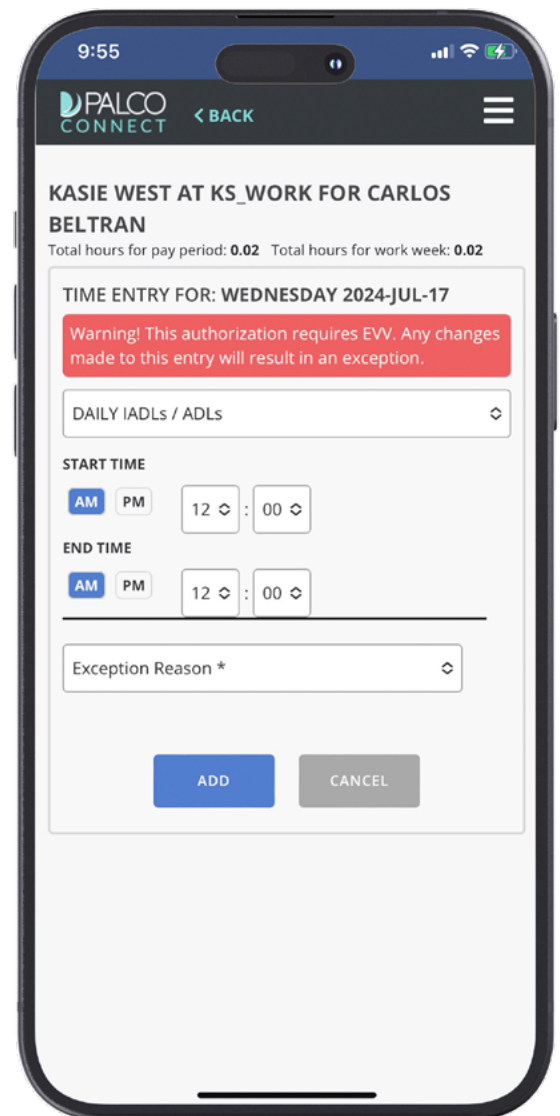 9:55
PALCO
CONNECT
BACK
KASIE WEST AT KS_WORK FOR CARLOS
BELTRAN
Total hours for pay period: 0.02 Total hours for work week: 0.02
TIME ENTRY FOR: WEDNESDAY 2024-JUL-17
Warning! This authorization requires EVV. Any changes
made to this entry will result in an exception.
DAILY IADLs / ADLs
START TIME
AM PM 12 : 00
END TIME
AM PM 12 : 00
Exception Reason *
ADD CANCEL